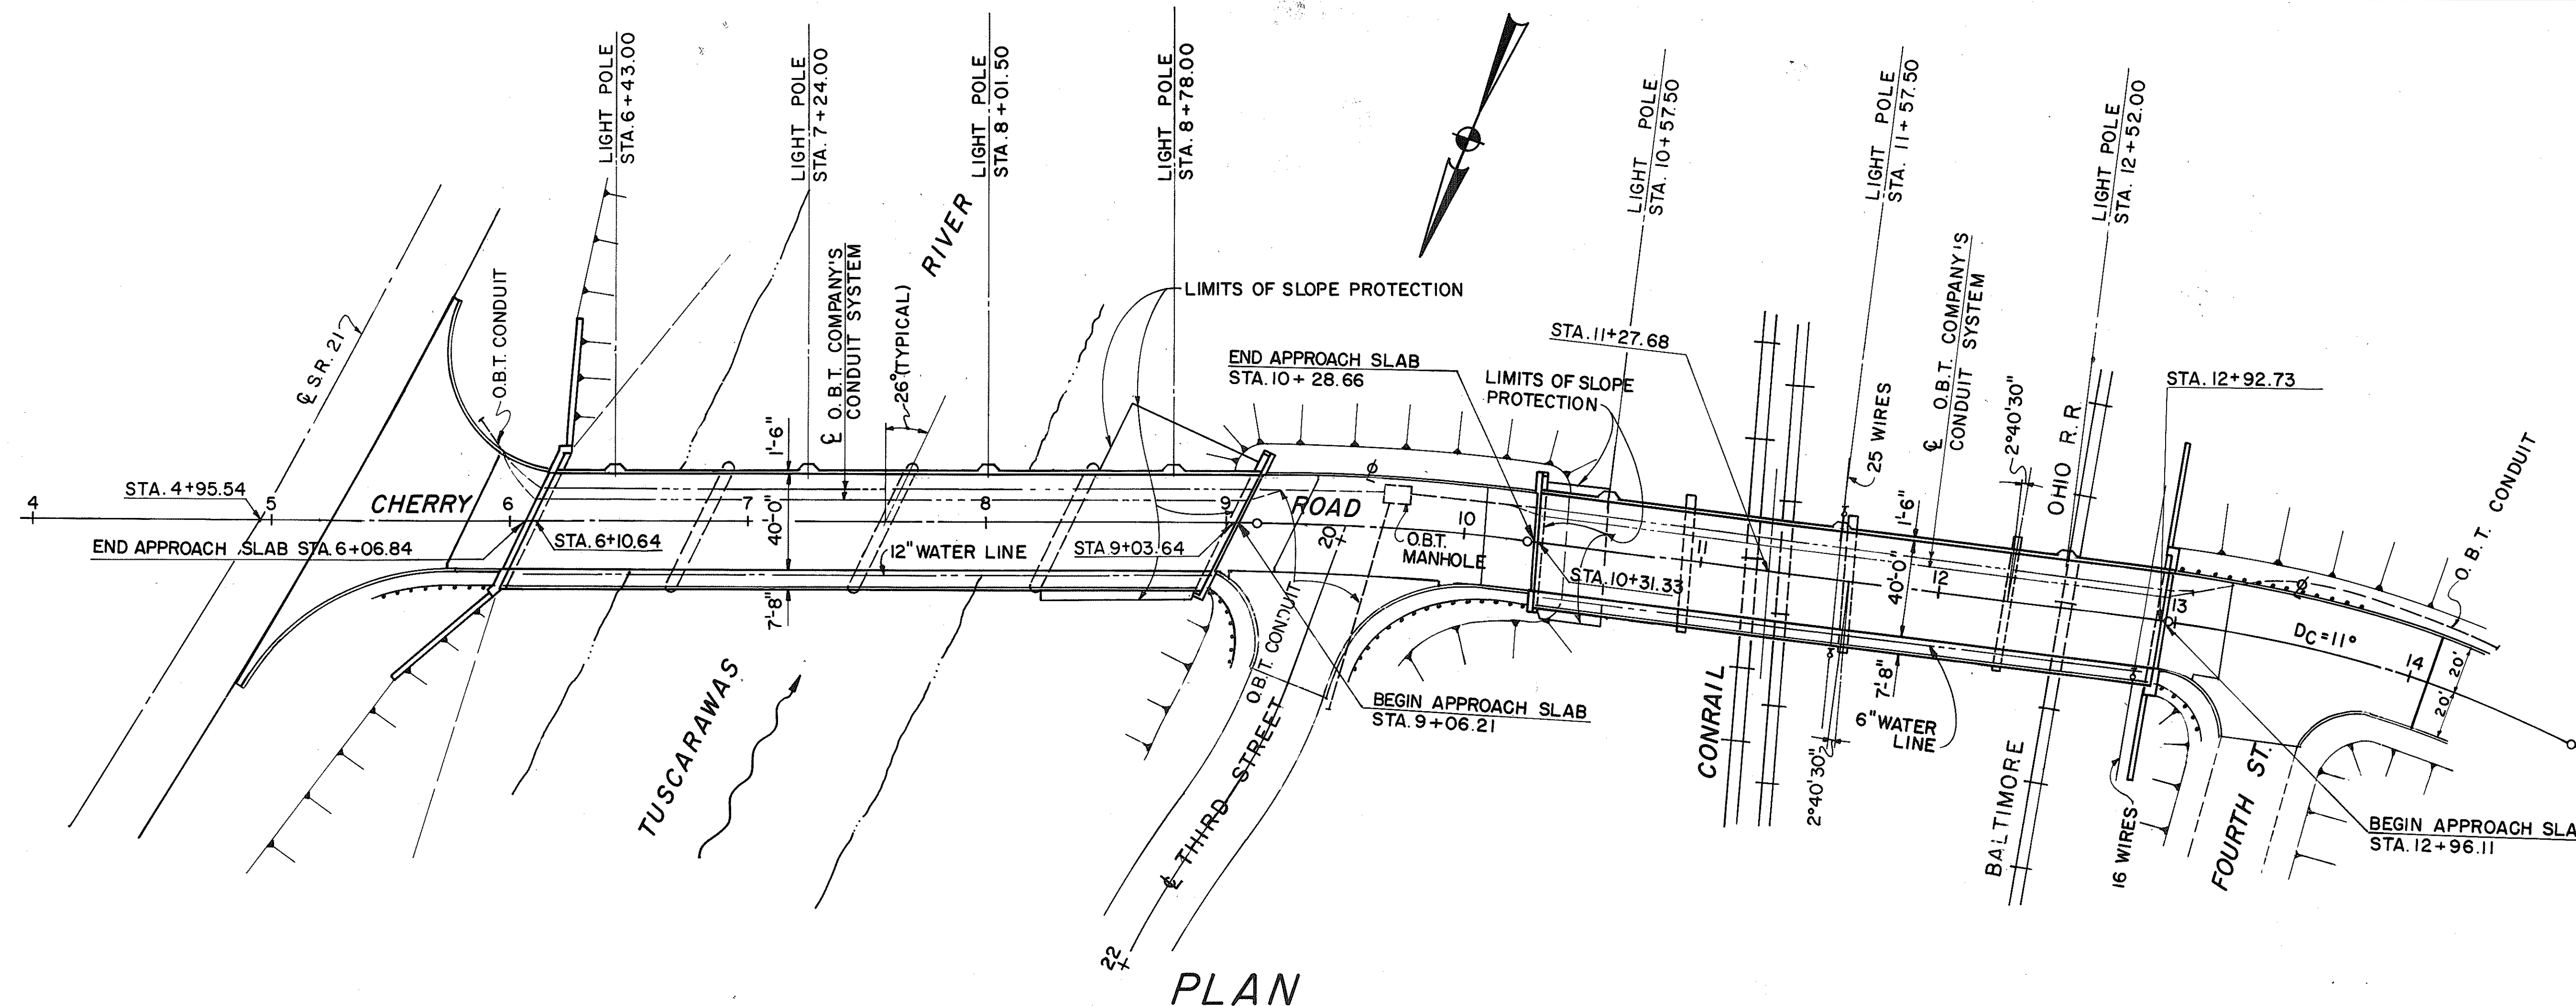 LIGHT POLE
STA. 6+43.00
LIGHT POLE
STA. 7+24.00
LIGHT POLE
STA. 8+01.50
LIGHT POLE
STA. 8+78.00
LIGHT POLE
STA. 10+57.50
LIGHT POLE
STA. 11+57.50
LIGHT POLE
STA. 12+52.00
℄ S.R. 21
O.B.T. CONDUIT
℄ O.B.T. COMPANY'S
CONDUIT SYSTEM
26° (TYPICAL)
RIVER
LIMITS OF SLOPE PROTECTION
END APPROACH SLAB
STA. 10+28.66
STA. 11+27.68
LIMITS OF SLOPE
PROTECTION
25 WIRES
℄ O.B.T. COMPANY'S
CONDUIT SYSTEM
2°40'30"
OHIO R.R.
STA. 12+92.73
O.B.T. CONDUIT
STA. 4+95.54
4
5
CHERRY
6
7
8
9
ROAD
10
11
12
13
14
1'-6"
40'-0"
7'-8"
END APPROACH SLAB STA. 6+06.84
STA. 6+10.64
12" WATER LINE
STA. 9+03.64
20
O.B.T.
MANHOLE
STA. 10+31.33
1'-6"
40'-0"
7'-8"
DC = 11°
20'
20'
O.B.T. CONDUIT
BEGIN APPROACH SLAB
STA. 9+06.21
TUSCARAWAS
℄ THIRD STREET
22
CONRAIL
2°40'30"
6" WATER
LINE
BALTIMORE
16 WIRES
FOURTH ST.
BEGIN APPROACH SLA
STA. 12+96.11
PLAN